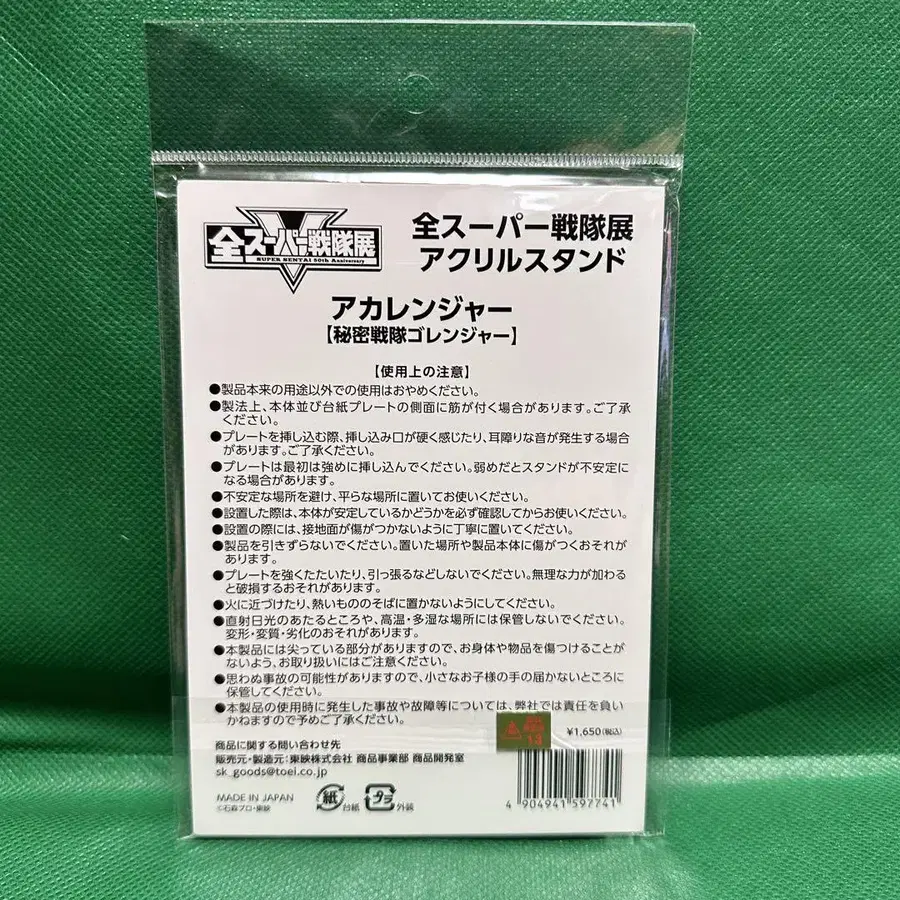 全スーパー戦隊展
SUPER SENTAI 50th Anniversary
全スーパー戦隊展
アクリルスタンド
アカレンジャー
【秘密戦隊ゴレンジャー】
【使用上の注意】
●製品本来の用途以外での使用はおやめください。
●製法上、本体並び台紙プレートの側面に筋が付く場合があります。ご了承
ください。
●プレートを挿し込む際、挿し込み口が硬く感じたり、耳障りな音が発生する場合
があります。ご了承ください。
●プレートは最初は強めに挿し込んでください。弱めだとスタンドが不安定に
なる場合があります。
●不安定な場所を避け、平らな場所に置いてお使いください。
●設置した際は、本体が安定しているかどうかを必ず確認してからお使いください。
●設置の際には、接地面が傷がつかないように丁寧に置いてください。
●製品を引きずらないでください。置いた場所や製品本体に傷がつくおそれが
あります。
●プレートを強くたたいたり、引っ張るなどしないでください。無理な力が加わる
と破損するおそれがあります。
●火に近づけたり、熱いもののそばに置かないようにしてください。
●直射日光のあたるところや、高温・多湿な場所には保管しないでください。
変形・変質・劣化のおそれがあります。
●本製品には尖っている部分がありますので、お身体や物品を傷つけることが
ないよう、お取り扱いにはご注意ください。
●思わぬ事故の可能性がありますので、小さなお子様の手の届かないところに
保管してください。
●本製品の使用時に発生した事故や故障等については、弊社では責任を負い
かねますので予めご了承ください。
¥1,650(税込)
商品に関する問い合わせ先
販売元・製造元:東映株式会社 商品事業部 商品開発室
sk_goods@toei.co.jp
MADE IN JAPAN
©石森プロ・東映
紙 台紙
プラ 外装
4 904941 597741
13